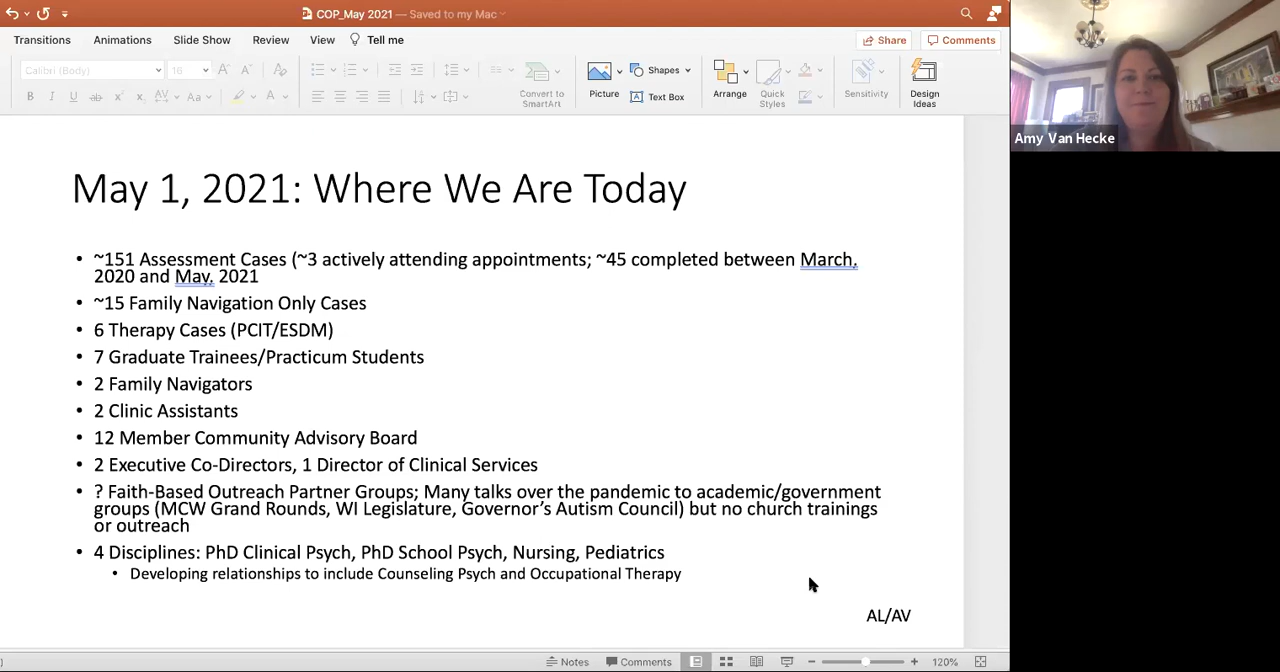 COP_May 2021 — Saved to my Mac
Transitions Animations Slide Show Review View Tell me Share Comments
Calibri (Body) 16
Convert to SmartArt
Picture Shapes Text Box
Arrange Quick Styles
Sensitivity
Design Ideas
Amy Van Hecke
May 1, 2021: Where We Are Today
• ~151 Assessment Cases (~3 actively attending appointments; ~45 completed between March,
2020 and May, 2021
• ~15 Family Navigation Only Cases
• 6 Therapy Cases (PCIT/ESDM)
• 7 Graduate Trainees/Practicum Students
• 2 Family Navigators
• 2 Clinic Assistants
• 12 Member Community Advisory Board
• 2 Executive Co-Directors, 1 Director of Clinical Services
• ? Faith-Based Outreach Partner Groups; Many talks over the pandemic to academic/government
groups (MCW Grand Rounds, WI Legislature, Governor’s Autism Council) but no church trainings
or outreach
• 4 Disciplines: PhD Clinical Psych, PhD School Psych, Nursing, Pediatrics
• Developing relationships to include Counseling Psych and Occupational Therapy
AL/AV
Notes Comments 120%